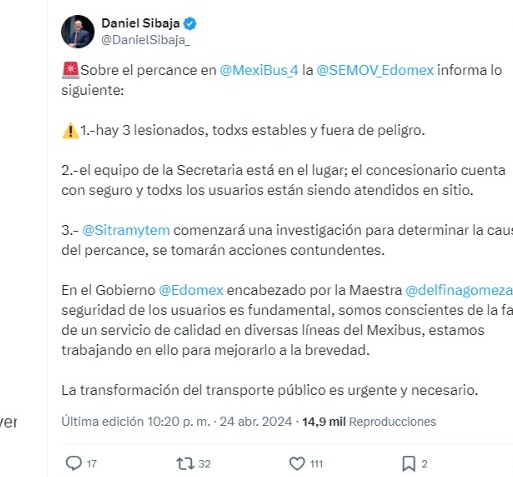 Daniel Sibaja
@DanielSibaja_
🚨Sobre el percance en @MexiBus_4 la @SEMOV_Edomex informa lo
siguiente:
⚠️1.-hay 3 lesionados, todxs estables y fuera de peligro.
2.-el equipo de la Secretaria está en el lugar; el concesionario cuenta
con seguro y todxs los usuarios están siendo atendidos en sitio.
3.- @Sitramytem comenzará una investigación para determinar la cau
del percance, se tomarán acciones contundentes.
En el Gobierno @Edomex encabezado por la Maestra @delfinagomeza
seguridad de los usuarios es fundamental, somos conscientes de la fa
de un servicio de calidad en diversas líneas del Mexibus, estamos
trabajando en ello para mejorarlo a la brevedad.
La transformación del transporte público es urgente y necesario.
ver
Última edición 10:20 p. m. · 24 abr. 2024 · 14,9 mil Reproducciones
17 32 111 2